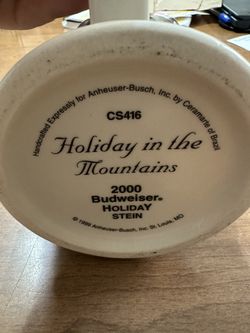 Handcrafted Expressly for Anheuser-Busch, Inc. by Ceramarte of Brazil
CS416
Holiday in the
Mountains
2000
Budweiser®
HOLIDAY
STEIN
© 1999 Anheuser-Busch, Inc. St. Louis, MO